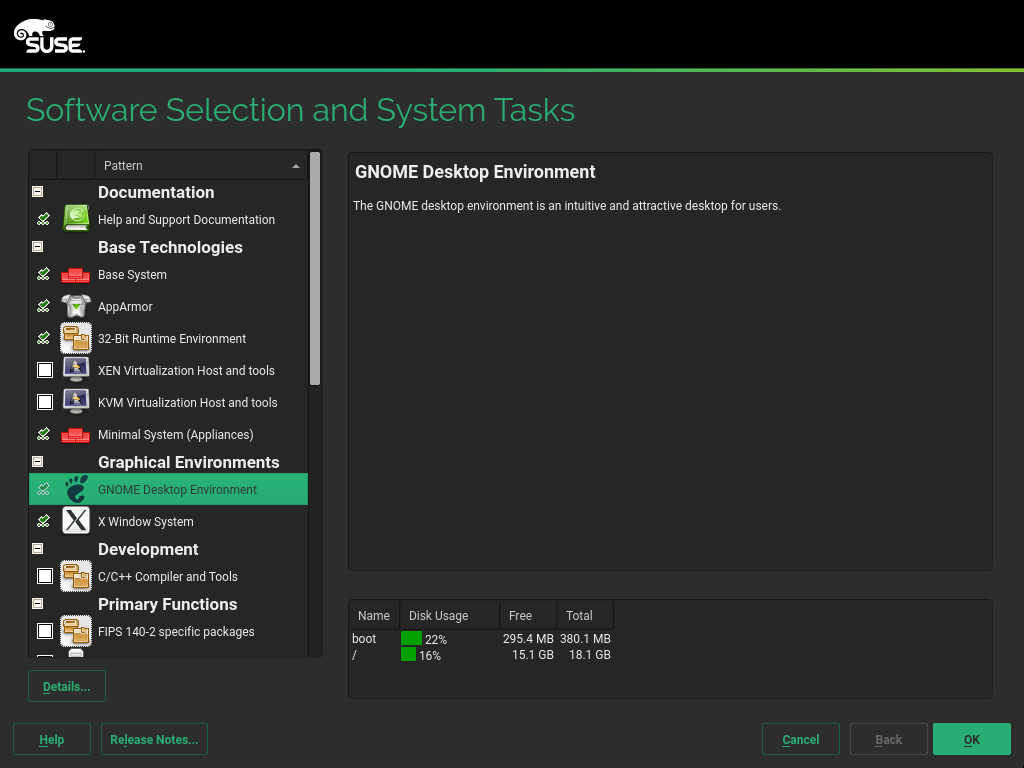 SUSE.
Software Selection and System Tasks
Pattern
Documentation
Help and Support Documentation
Base Technologies
Base System
AppArmor
32-Bit Runtime Environment
XEN Virtualization Host and tools
KVM Virtualization Host and tools
Minimal System (Appliances)
Graphical Environments
GNOME Desktop Environment
X Window System
Development
C/C++ Compiler and Tools
Primary Functions
FIPS 140-2 specific packages
GNOME Desktop Environment
The GNOME desktop environment is an intuitive and attractive desktop for users.
Name Disk Usage Free Total
boot 22% 295.4 MB 380.1 MB
/ 16% 15.1 GB 18.1 GB
Details...
Help Release Notes... Cancel Back OK